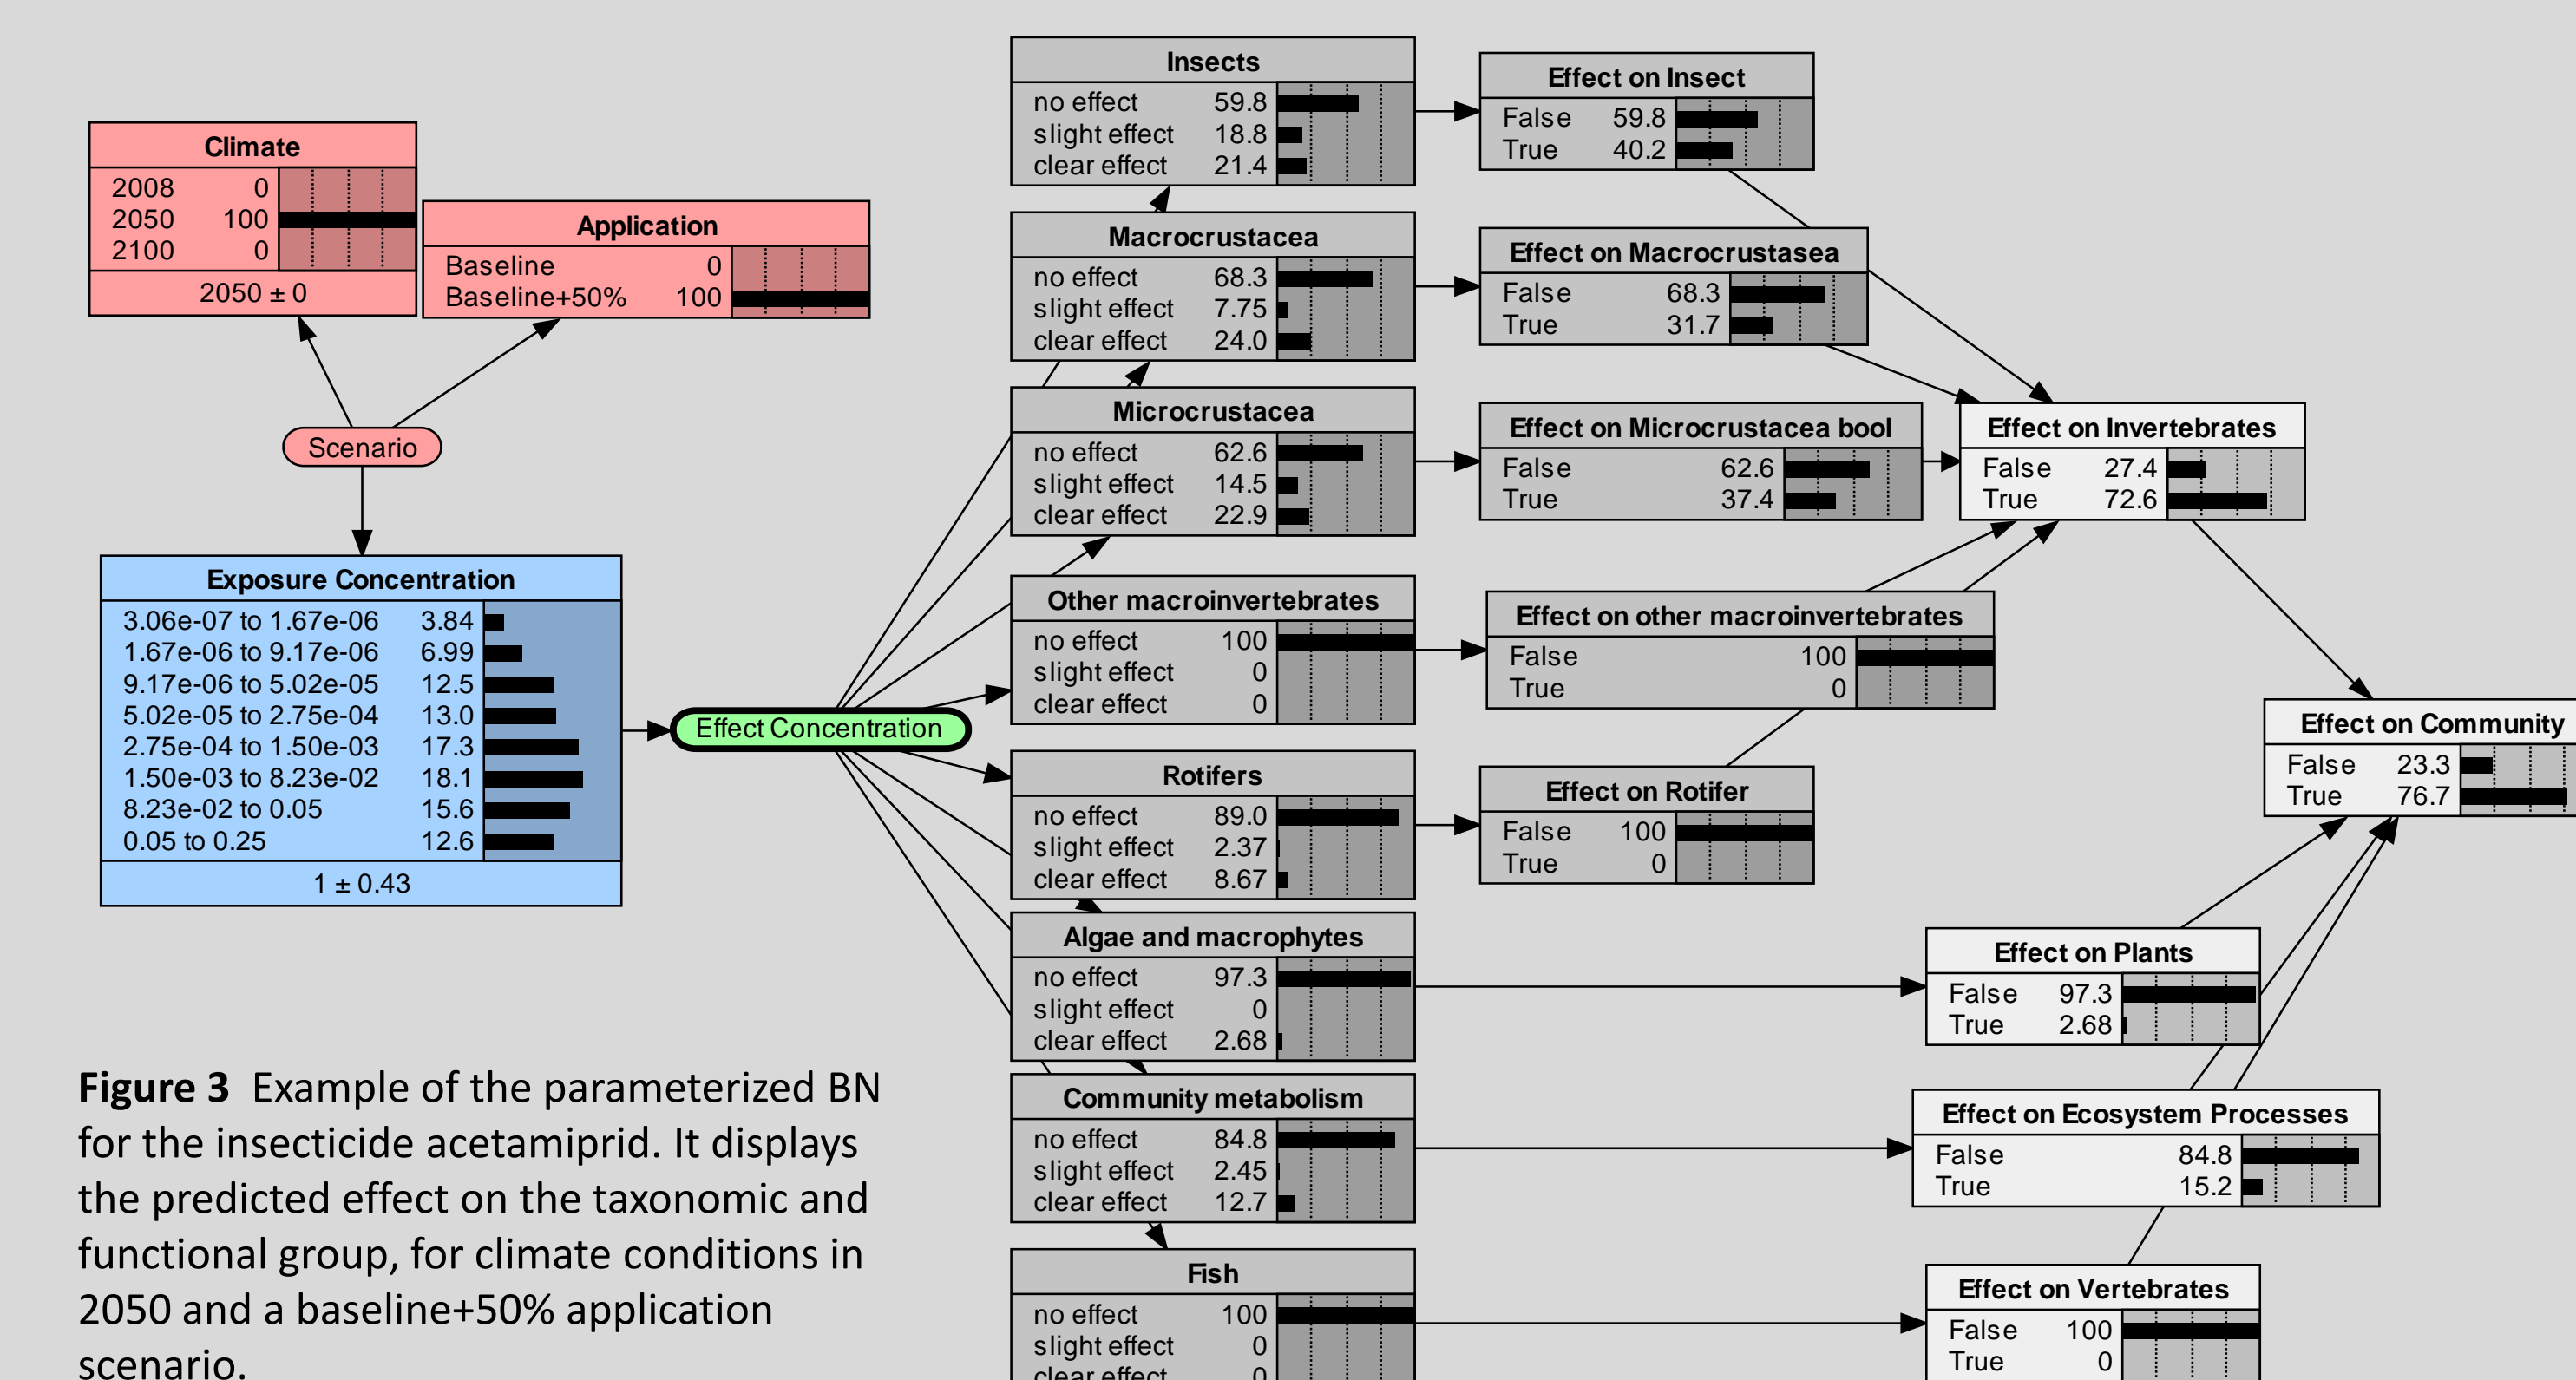 Climate
2008 0
2050 100
2100 0
2050 ± 0
Application
Baseline 0
Baseline+50% 100
Scenario
Exposure Concentration
3.06e-07 to 1.67e-06 3.84
1.67e-06 to 9.17e-06 6.99
9.17e-06 to 5.02e-05 12.5
5.02e-05 to 2.75e-04 13.0
2.75e-04 to 1.50e-03 17.3
1.50e-03 to 8.23e-02 18.1
8.23e-02 to 0.05 15.6
0.05 to 0.25 12.6
1 ± 0.43
Effect Concentration
Insects
no effect 59.8
slight effect 18.8
clear effect 21.4
Macrocrustacea
no effect 68.3
slight effect 7.75
clear effect 24.0
Microcrustacea
no effect 62.6
slight effect 14.5
clear effect 22.9
Other macroinvertebrates
no effect 100
slight effect 0
clear effect 0
Rotifers
no effect 89.0
slight effect 2.37
clear effect 8.67
Algae and macrophytes
no effect 97.3
slight effect 0
clear effect 2.68
Community metabolism
no effect 84.8
slight effect 2.45
clear effect 12.7
Fish
no effect 100
slight effect 0
clear effect 0
Effect on Insect
False 59.8
True 40.2
Effect on Macrocrustasea
False 68.3
True 31.7
Effect on Microcrustacea bool
False 62.6
True 37.4
Effect on other macroinvertebrates
False 100
True 0
Effect on Rotifer
False 100
True 0
Effect on Invertebrates
False 27.4
True 72.6
Effect on Community
False 23.3
True 76.7
Effect on Plants
False 97.3
True 2.68
Effect on Ecosystem Processes
False 84.8
True 15.2
Effect on Vertebrates
False 100
True 0
Figure 3 Example of the parameterized BN
for the insecticide acetamiprid. It displays
the predicted effect on the taxonomic and
functional group, for climate conditions in
2050 and a baseline+50% application
scenario.